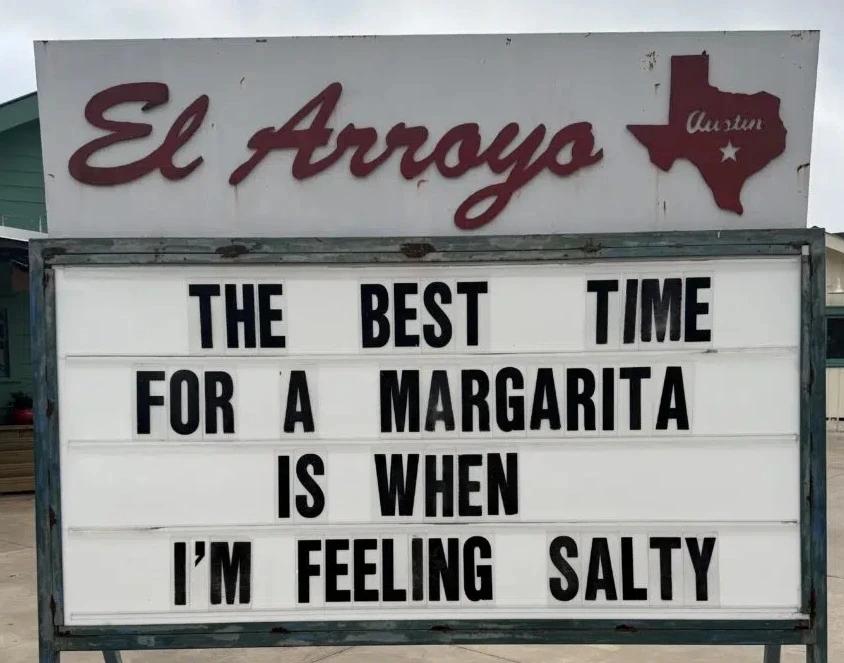 El Arroyo
Austin
THE BEST TIME
FOR A MARGARITA
IS WHEN
I'M FEELING SALTY